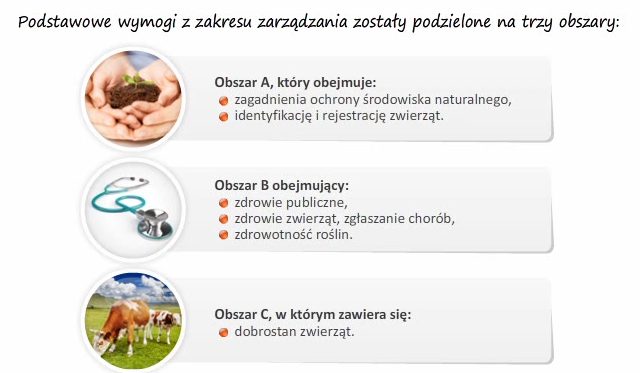 Podstawowe wymogi z zakresu zarządzania zostały podzielone na trzy obszary:
Obszar A, który obejmuje:
zagadnienia ochrony środowiska naturalnego,
identyfikację i rejestrację zwierząt.
Obszar B obejmujący:
zdrowie publiczne,
zdrowie zwierząt, zgłaszanie chorób,
zdrowotność roślin.
Obszar C, w którym zawiera się:
dobrostan zwierząt.